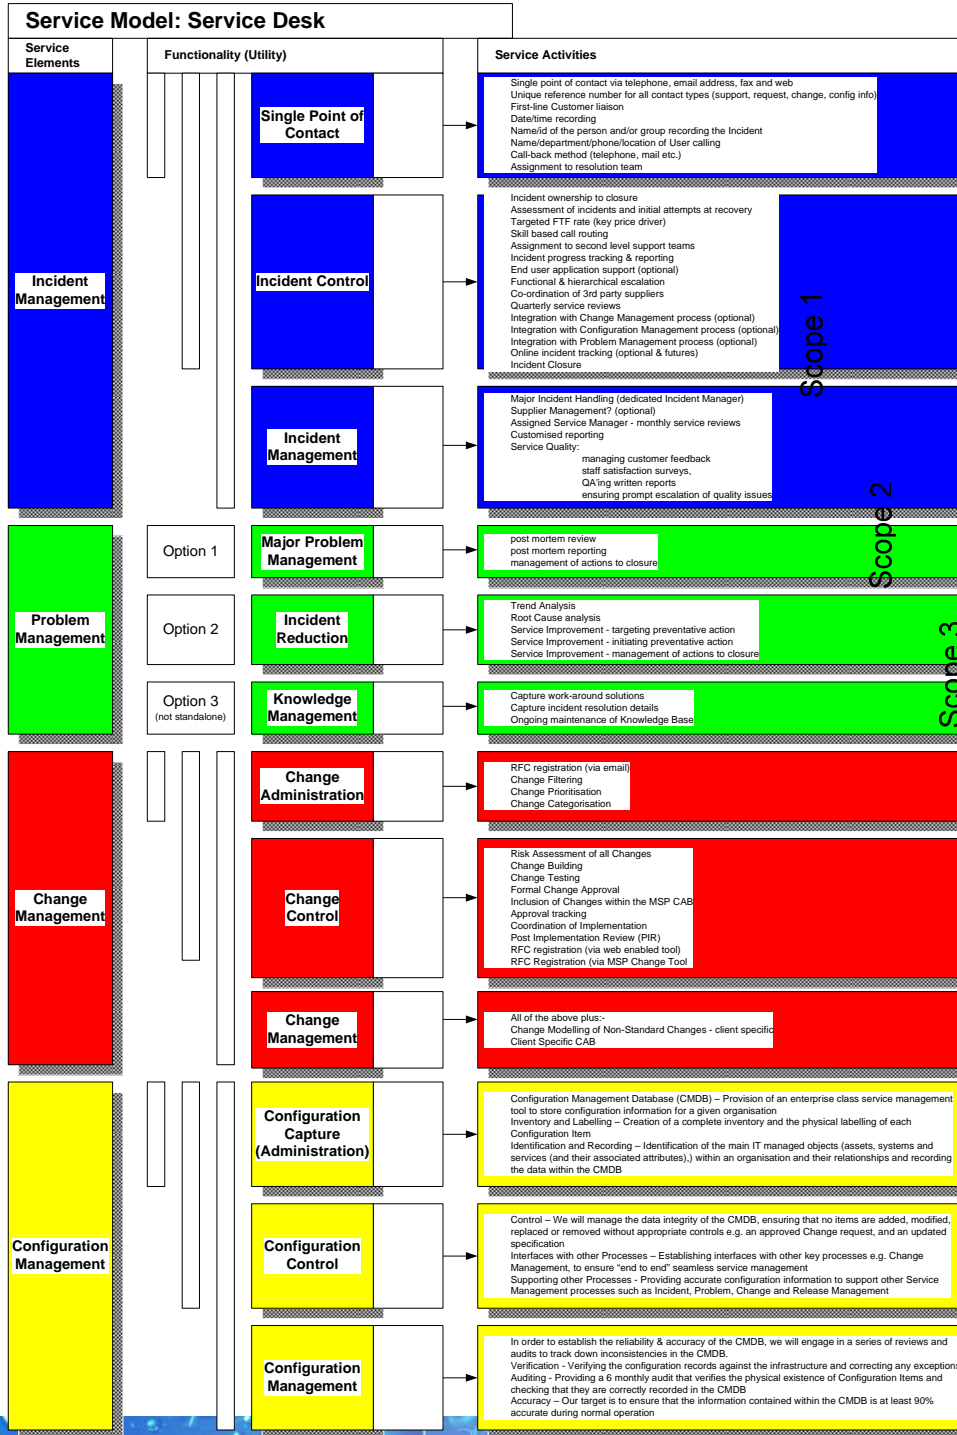 Service Model: Service Desk
Service
Elements
Functionality (Utility)
Service Activities
Incident
Management
Single Point of
Contact
Single point of contact via telephone, email address, fax and web
Unique reference number for all contact types (support, request, change, config info)
First-line Customer liaison
Date/time recording
Name/id of the person and/or group recording the Incident
Name/department/phone/location of User calling
Call-back method (telephone, mail etc.)
Assignment to resolution team
Incident Control
Incident ownership to closure
Assessment of incidents and initial attempts at recovery
Targeted FTF rate (key price driver)
Skill based call routing
Assignment to second level support teams
Incident progress tracking & reporting
End user application support (optional)
Functional & hierarchical escalation
Co-ordination of 3rd party suppliers
Quarterly service reviews
Integration with Change Management process (optional)
Integration with Configuration Management process (optional)
Integration with Problem Management process (optional)
Online incident tracking (optional & futures)
Incident Closure
Scope 1
Incident
Management
Major Incident Handling (dedicated Incident Manager)
Supplier Management? (optional)
Assigned Service Manager - monthly service reviews
Customised reporting
Service Quality:
managing customer feedback
staff satisfaction surveys,
QA'ing written reports
ensuring prompt escalation of quality issues
Scope 2
Problem
Management
Option 1
Major Problem
Management
post mortem review
post mortem reporting
management of actions to closure
Option 2
Incident
Reduction
Trend Analysis
Root Cause analysis
Service Improvement - targeting preventative action
Service Improvement - initiating preventative action
Service Improvement - management of actions to closure
Scope 3
Option 3
(not standalone)
Knowledge
Management
Capture work-around solutions
Capture incident resolution details
Ongoing maintenance of Knowledge Base
Change
Management
Change
Administration
RFC registration (via email)
Change Filtering
Change Prioritisation
Change Categorisation
Change
Control
Risk Assessment of all Changes
Change Building
Change Testing
Formal Change Approval
Inclusion of Changes within the MSP CAB
Approval tracking
Coordination of Implementation
Post Implementation Review (PIR)
RFC registration (via web enabled tool)
RFC Registration (via MSP Change Tool
Change
Management
All of the above plus:-
Change Modelling of Non-Standard Changes - client specific
Client Specific CAB
Configuration
Management
Configuration
Capture
(Administration)
Configuration Management Database (CMDB) – Provision of an enterprise class service management
tool to store configuration information for a given organisation
Inventory and Labelling – Creation of a complete inventory and the physical labelling of each
Configuration Item
Identification and Recording – Identification of the main IT managed objects (assets, systems and
services (and their associated attributes),) within an organisation and their relationships and recording
the data within the CMDB
Configuration
Control
Control – We will manage the data integrity of the CMDB, ensuring that no items are added, modified,
replaced or removed without appropriate controls e.g. an approved Change request, and an updated
specification
Interfaces with other Processes – Establishing interfaces with other key processes e.g. Change
Management, to ensure “end to end” seamless service management
Supporting other Processes - Providing accurate configuration information to support other Service
Management processes such as Incident, Problem, Change and Release Management
Configuration
Management
In order to establish the reliability & accuracy of the CMDB, we will engage in a series of reviews and
audits to track down inconsistencies in the CMDB.
Verification - Verifying the configuration records against the infrastructure and correcting any exceptions
Auditing - Providing a 6 monthly audit that verifies the physical existence of Configuration Items and
checking that they are correctly recorded in the CMDB
Accuracy – Our target is to ensure that the information contained within the CMDB is at least 90%
accurate during normal operation